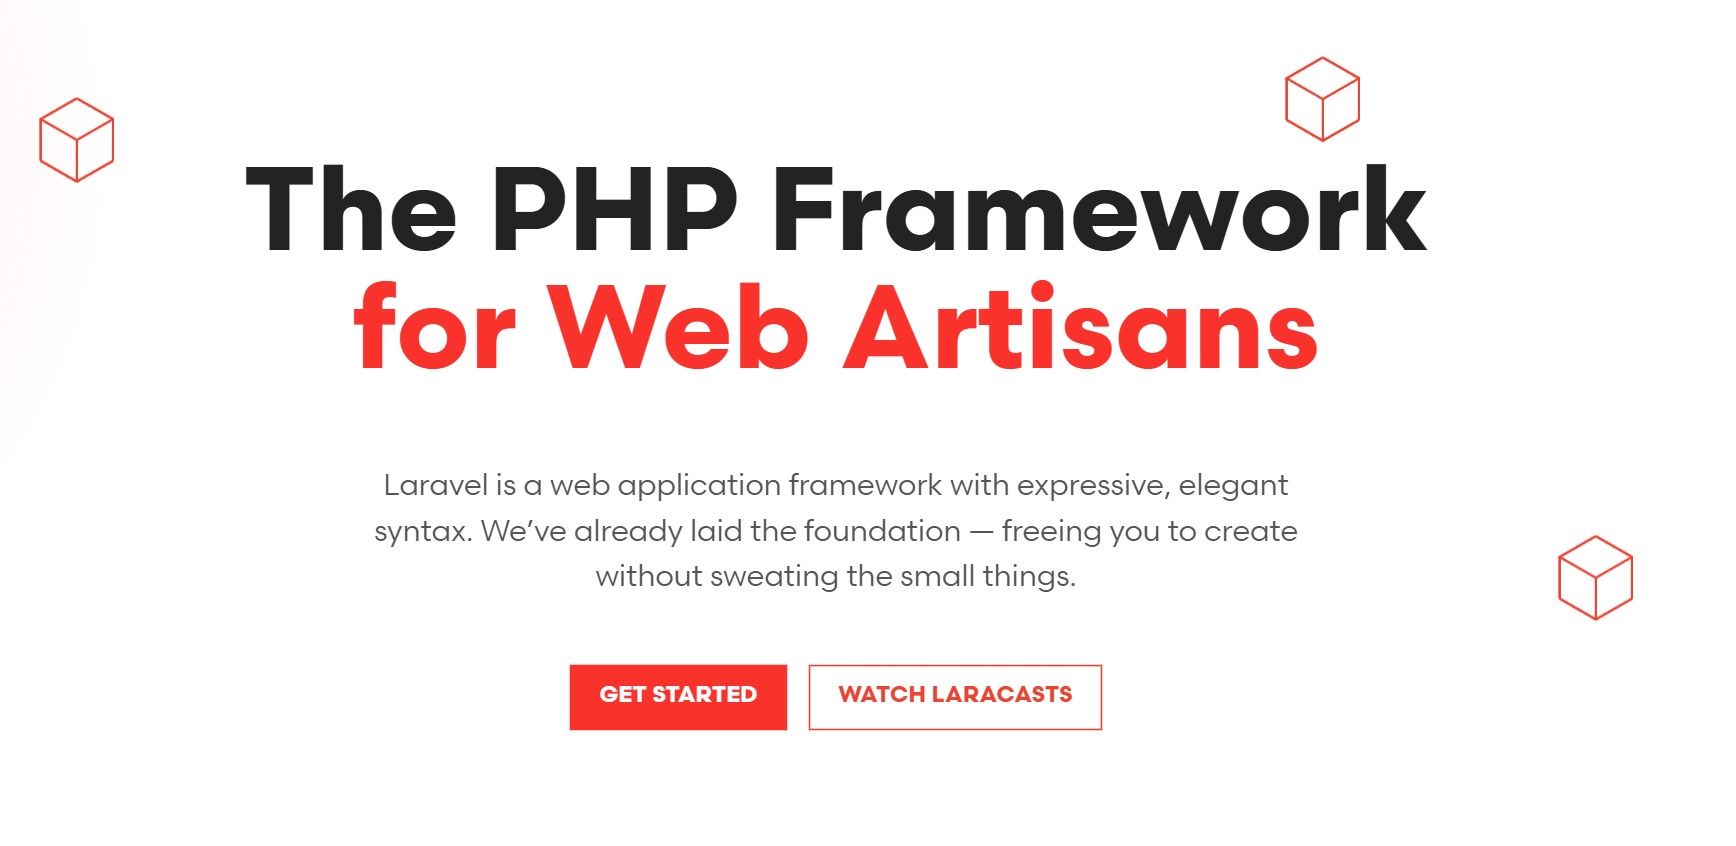 The PHP Framework
for Web Artisans
Laravel is a web application framework with expressive, elegant
syntax. We’ve already laid the foundation — freeing you to create
without sweating the small things.
GET STARTED
WATCH LARACASTS